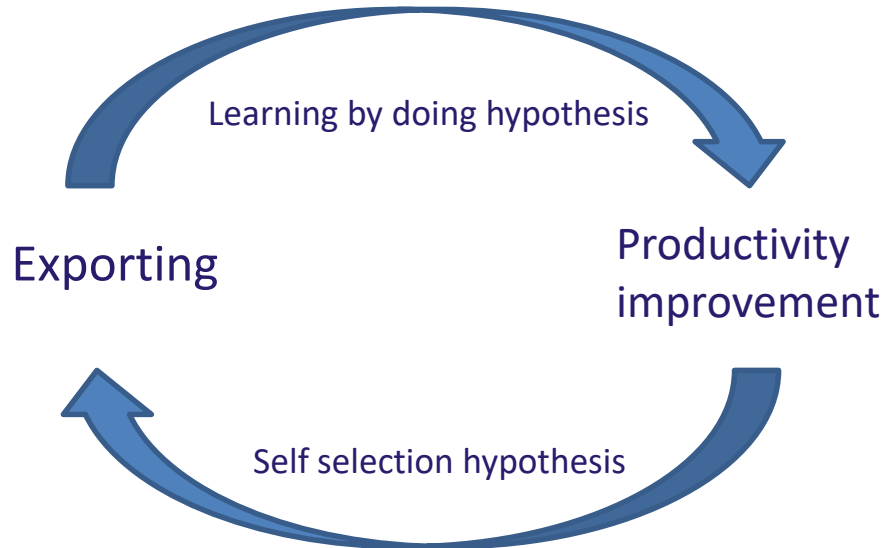 Learning by doing hypothesis
Exporting
Productivity
improvement
Self selection hypothesis